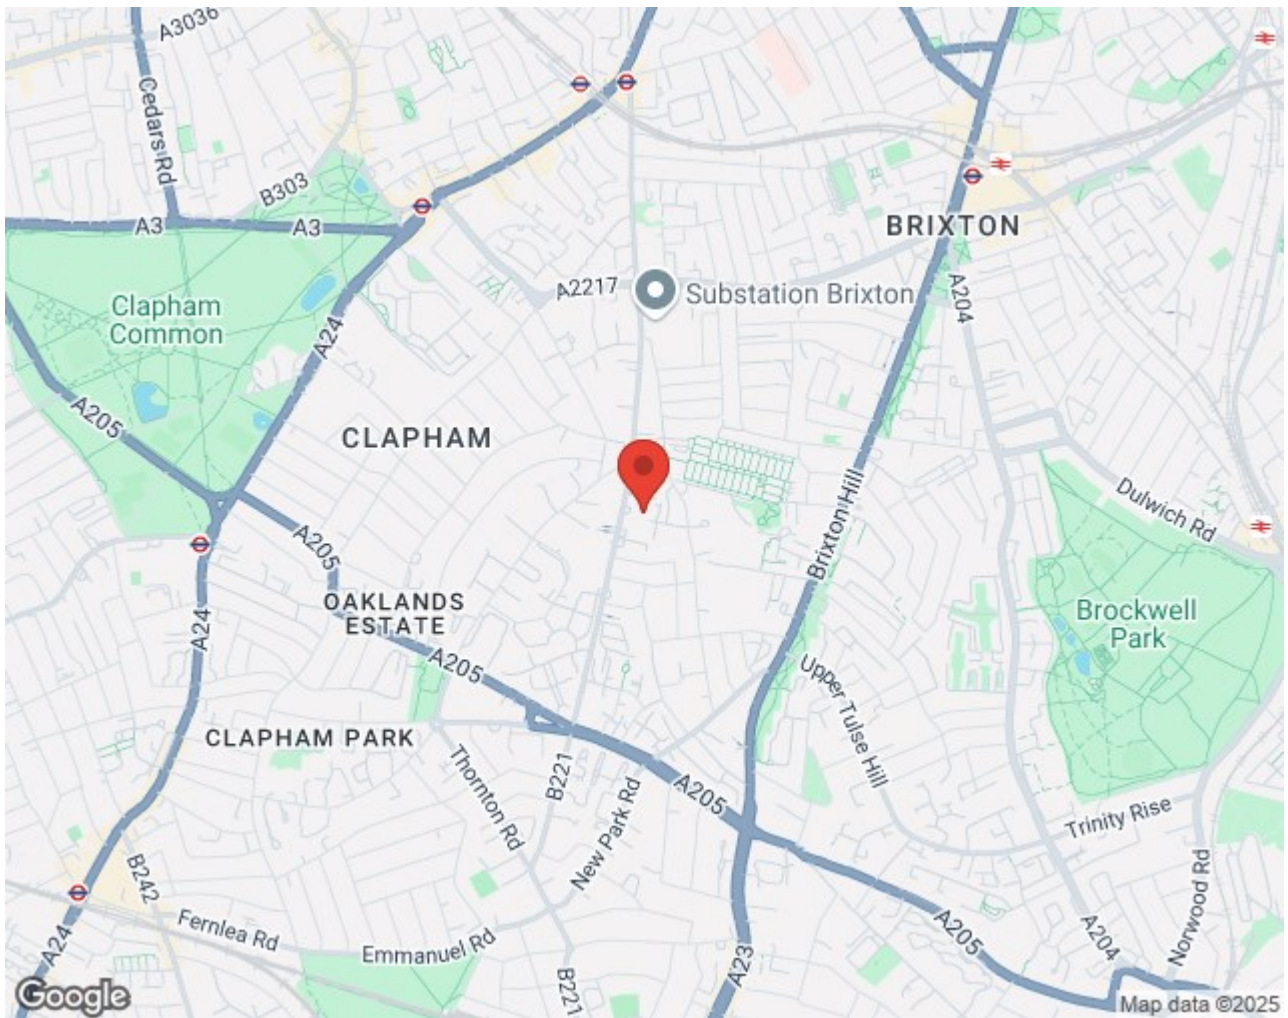 A3036
Cedars Rd
B303
A3
A3
BRIXTON
A2217
Substation Brixton
A204
Clapham
Common
A24
A205
CLAPHAM
Dulwich Rd
Brixton Hill
A205
OAKLANDS
ESTATE
Brockwell
Park
A24
A205
Upper Tulse Hill
CLAPHAM PARK
Thornton Rd
B221
New Park Rd
A205
Trinity Rise
B242
Norwood Rd
Fernlea Rd
Emmanuel Rd
A24
A23
A205
A204
B221
Google
Map data ©2025